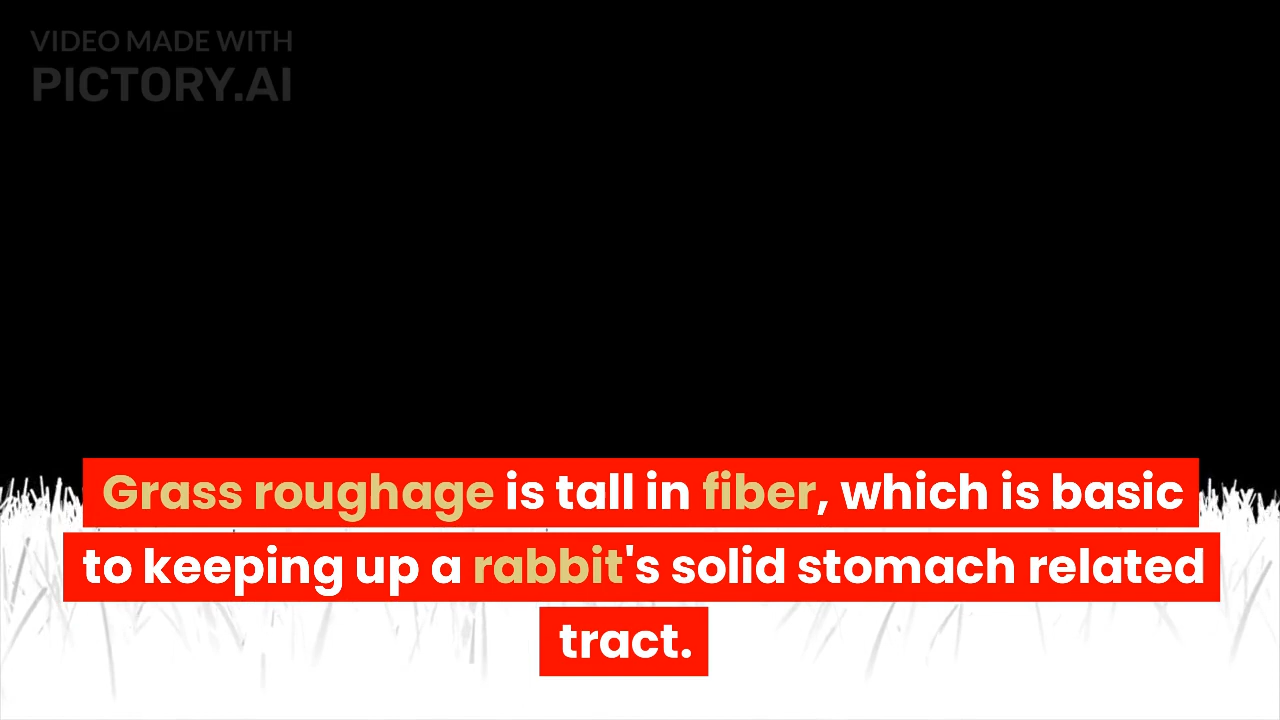 VIDEO MADE WITH
PICTORY.AI
Grass roughage is tall in fiber, which is basic
to keeping up a rabbit's solid stomach related
tract.